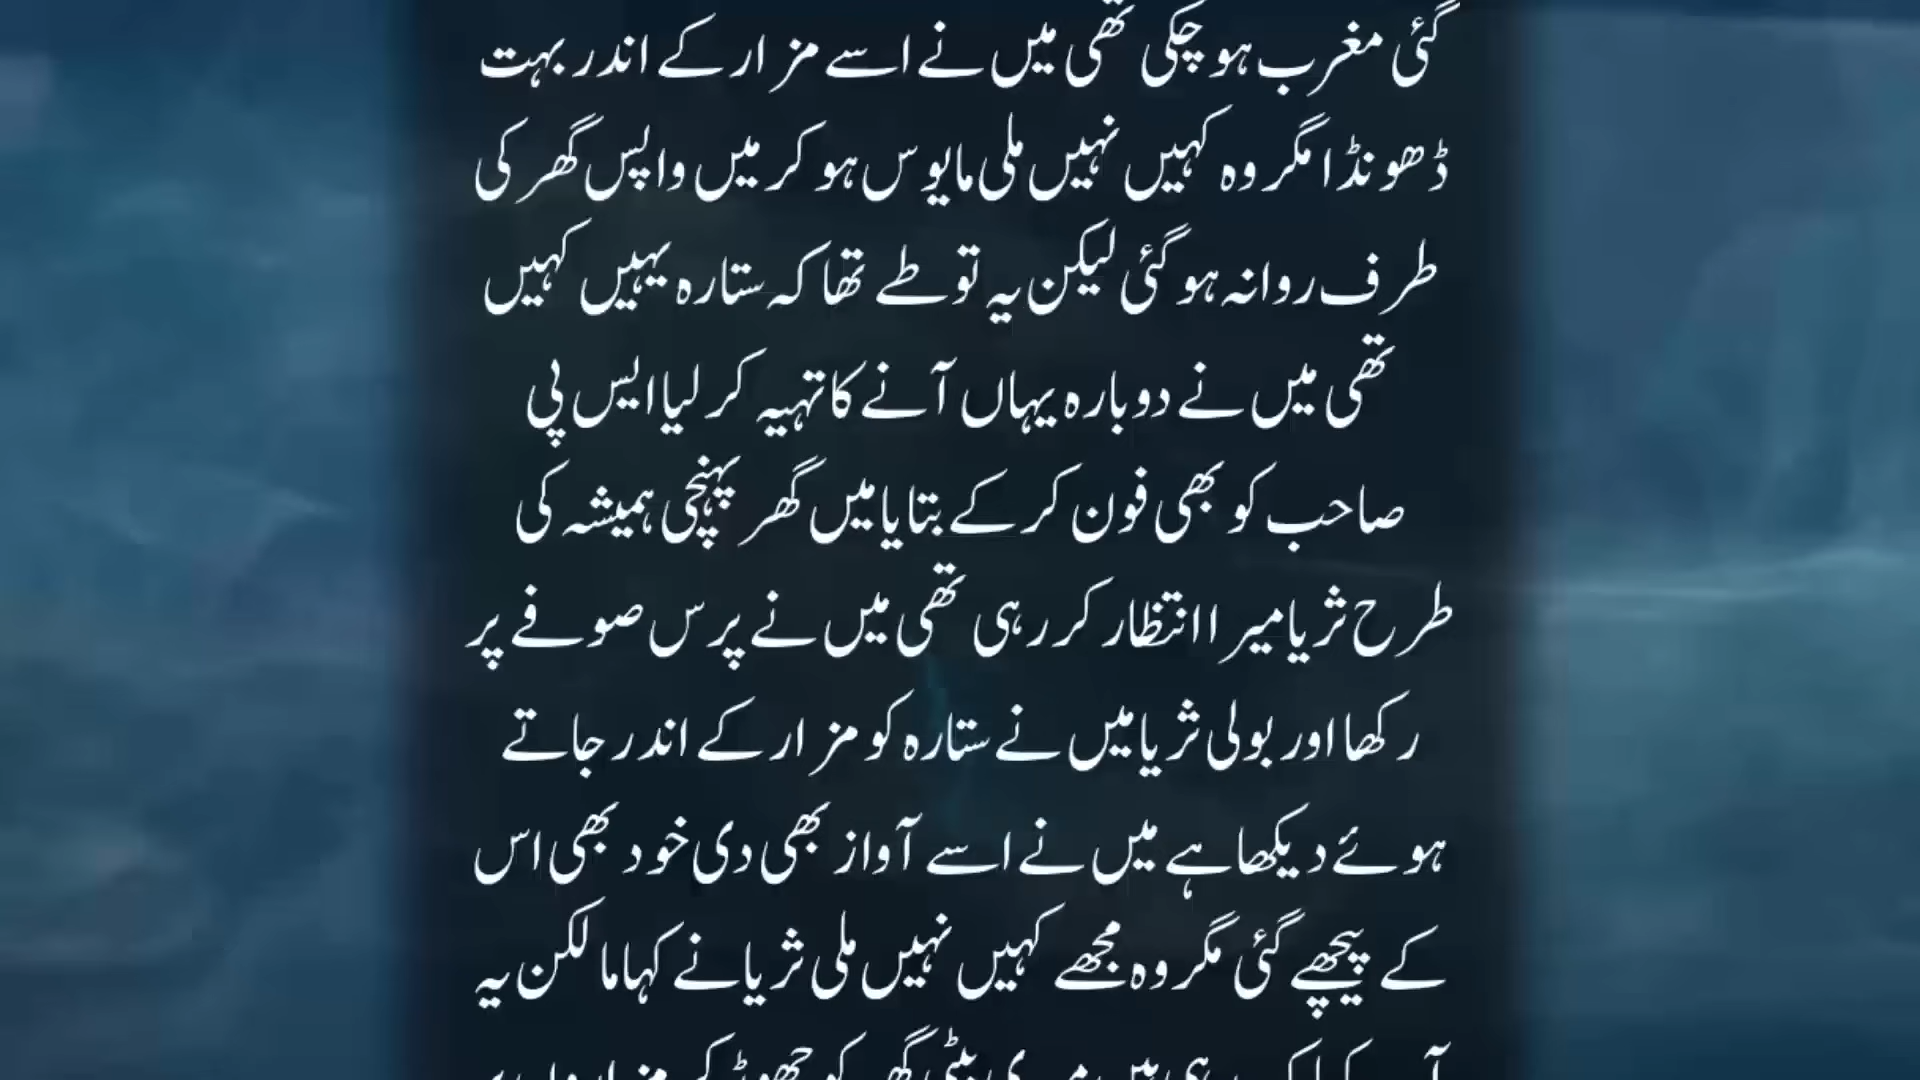 گئی مغرب ہو چکی تھی میں نے اسے مزار کے اندر بہت
ڈھونڈا مگر وہ کہیں نہیں ملی مایوس ہو کر میں واپس گھر کی
طرف روانہ ہو گئی لیکن یہ تو طے تھا کہ ستارہ یہیں کہیں
تھی میں نے دوبارہ یہاں آنے کا تہیہ کر لیا ایس پی
صاحب کو بھی فون کر کے بتایا میں گھر پہنچی ہمیشہ کی
طرح ثریا میرا انتظار کر رہی تھی میں نے پرس صوفے پر
رکھا اور بولی ثریا میں نے ستارہ کو مزار کے اندر جاتے
ہوئے دیکھا ہے میں نے اسے آواز بھی دی خود بھی اس
کے پیچھے گئی مگر وہ مجھے کہیں نہیں ملی ثریا نے کہا مالکن یہ